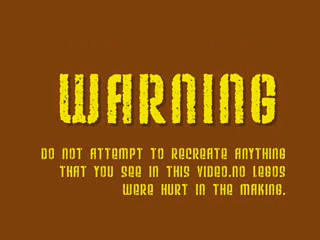 WARNING
DO NOT ATTEMPT TO RECREATE ANYTHING
THAT YOU SEE IN THIS VIDEO.NO LEGOS
WERE HURT IN THE MAKING.